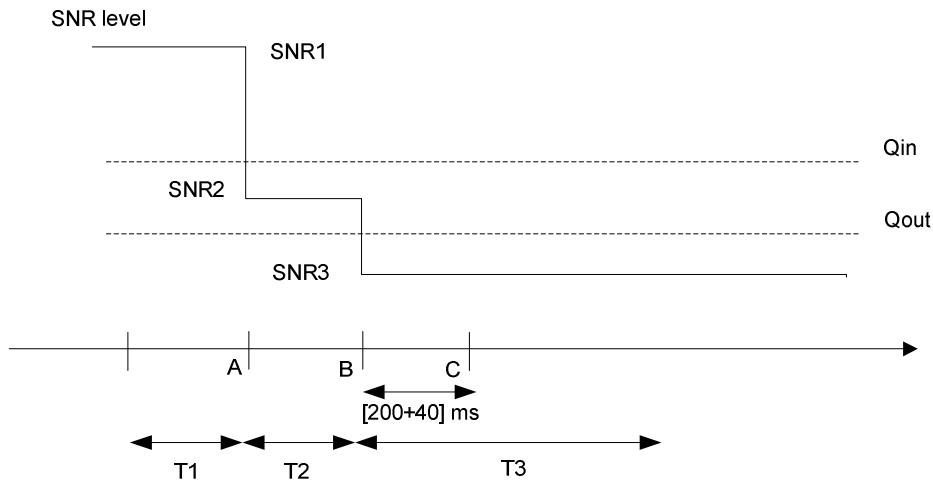 SNR level
SNR1
Qin
SNR2
Qout
SNR3
A
B
C
[200+40] ms
T1
T2
T3